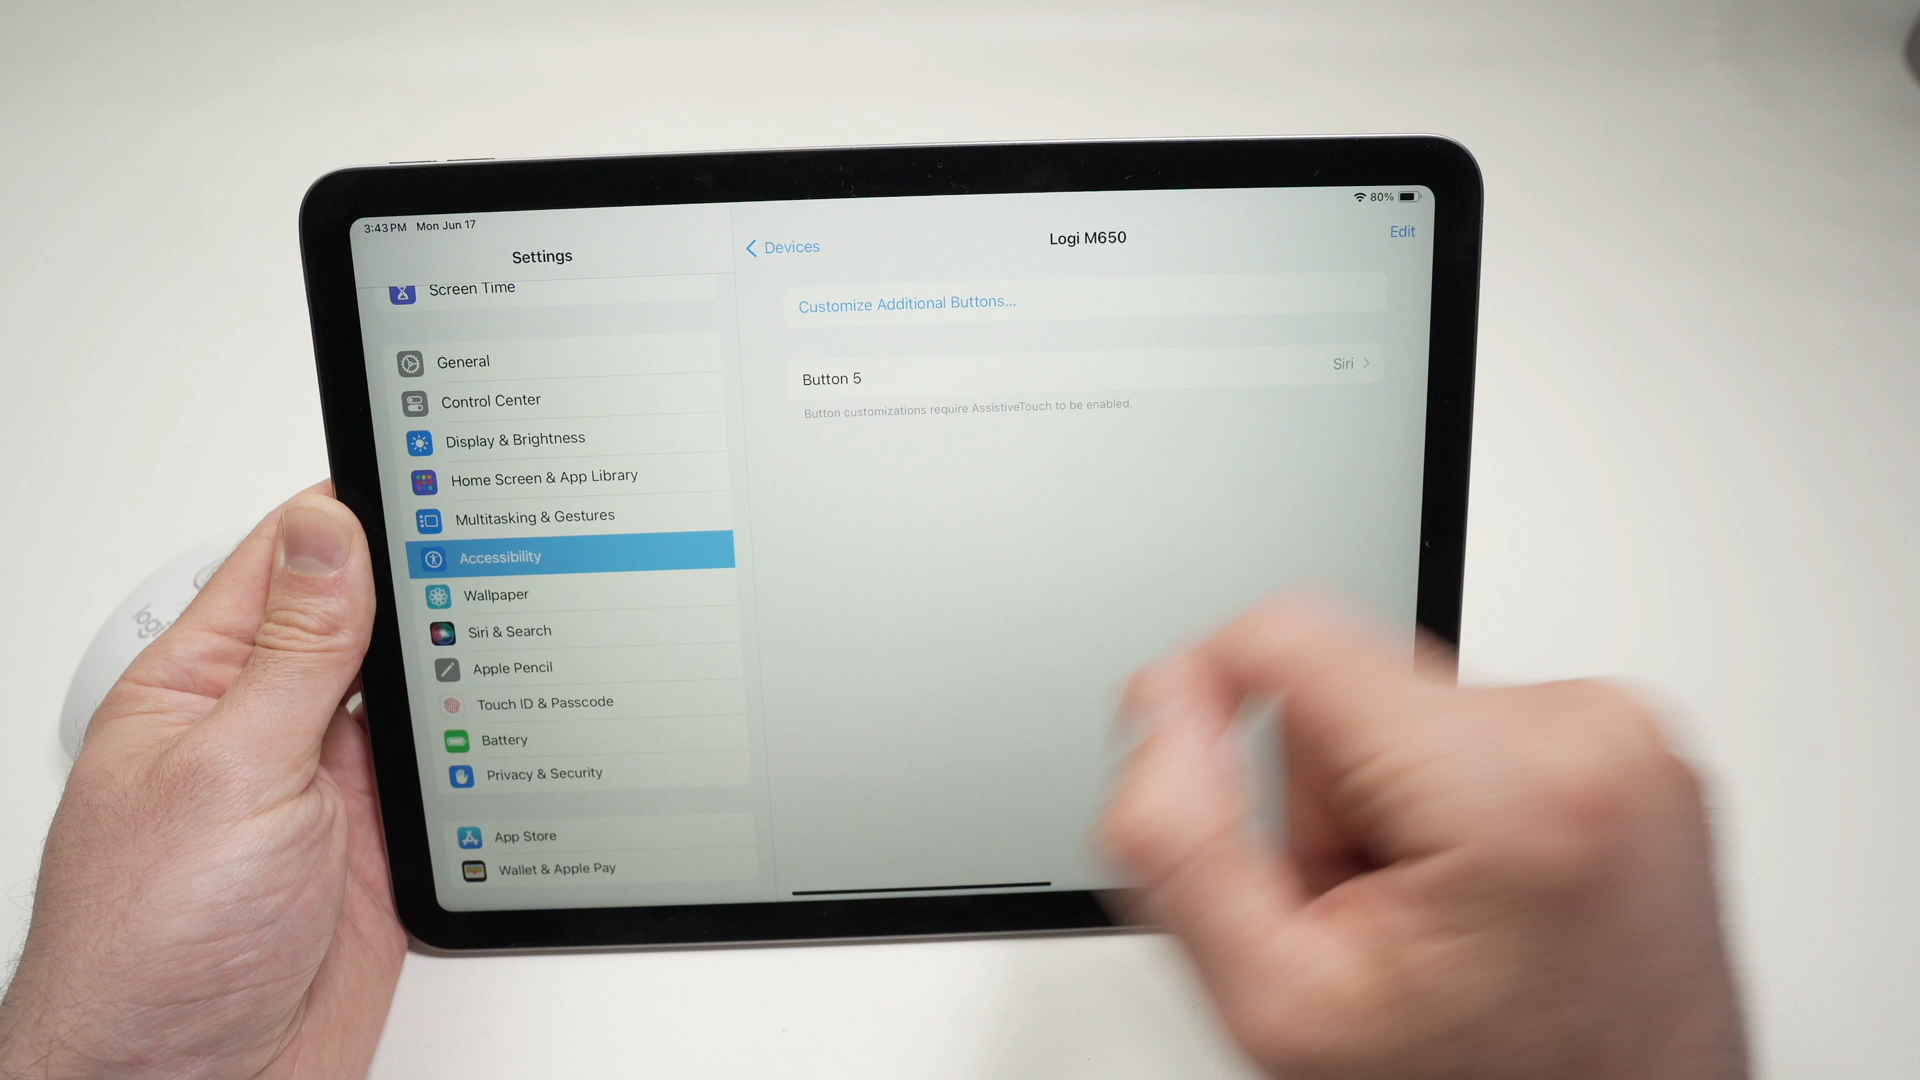 3:43 PM Mon Jun 17
80%
Settings
Screen Time
General
Control Center
Display & Brightness
Home Screen & App Library
Multitasking & Gestures
Accessibility
Wallpaper
Siri & Search
Apple Pencil
Touch ID & Passcode
Battery
Privacy & Security
App Store
Wallet & Apple Pay
Devices
Logi M650
Edit
Customize Additional Buttons...
Button 5
Siri
Button customizations require AssistiveTouch to be enabled.
logi